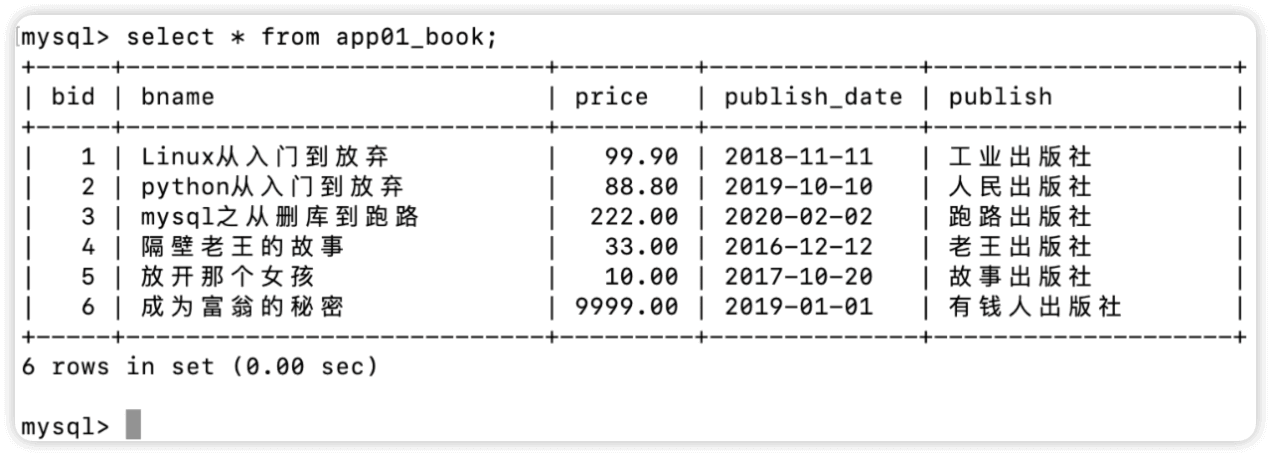 mysql> select * from app01_book;
+-----+----------------------------+---------+--------------+--------------------+
| bid | bname                      | price   | publish_date | publish            |
+-----+----------------------------+---------+--------------+--------------------+
|   1 | Linux从入门到放弃          |   99.90 | 2018-11-11   | 工业出版社         |
|   2 | python从入门到放弃         |   88.80 | 2019-10-10   | 人民出版社         |
|   3 | mysql之从删库到跑路        |  222.00 | 2020-02-02   | 跑路出版社         |
|   4 | 隔壁老王的故事             |   33.00 | 2016-12-12   | 老王出版社         |
|   5 | 放开那个女孩               |   10.00 | 2017-10-20   | 故事出版社         |
|   6 | 成为富翁的秘密             | 9999.00 | 2019-01-01   | 有钱人出版社       |
+-----+----------------------------+---------+--------------+--------------------+
6 rows in set (0.00 sec)
mysql>